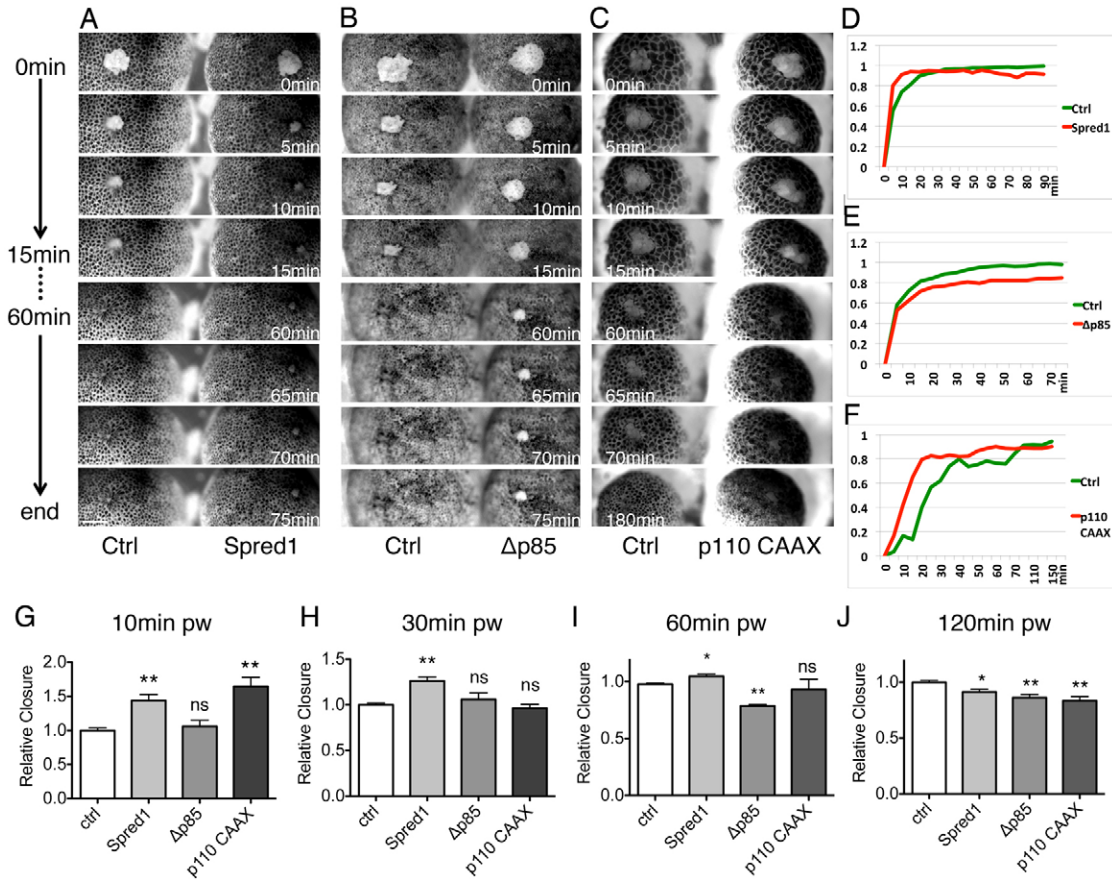 A
B
C
D
0min
15min
60min
end
0min
5min
10min
15min
60min
65min
70min
75min
Ctrl
Spred1
0min
5min
10min
15min
60min
65min
70min
75min
Ctrl
Δp85
0min
5min
10min
15min
60min
65min
70min
180min
Ctrl
p110 CAAX
1.2
1
0.8
0.6
0.4
0.2
0
0 10 20 30 40 50 60 70 80 90
min
Ctrl
Spred1
E
1.2
1
0.8
0.6
0.4
0.2
0
0 10 20 30 40 50 60 70
min
Ctrl
Δp85
F
1
0.8
0.6
0.4
0.2
0
0 10 20 30 40 50 60 70 110 150
min
Ctrl
p110
CAAX
G
10min pw
Relative Closure
2.0
1.5
1.0
0.5
0.0
**
ns
**
ctrl
Spred1
Δp85
p110 CAAX
H
30min pw
Relative Closure
1.5
1.0
0.5
0.0
**
ns
ns
ctrl
Spred1
Δp85
p110 CAAX
I
60min pw
Relative Closure
1.0
0.5
0.0
*
**
ns
ctrl
Spred1
Δp85
p110 CAAX
J
120min pw
Relative Closure
1.0
0.5
0.0
*
**
**
ctrl
Spred1
Δp85
p110 CAAX